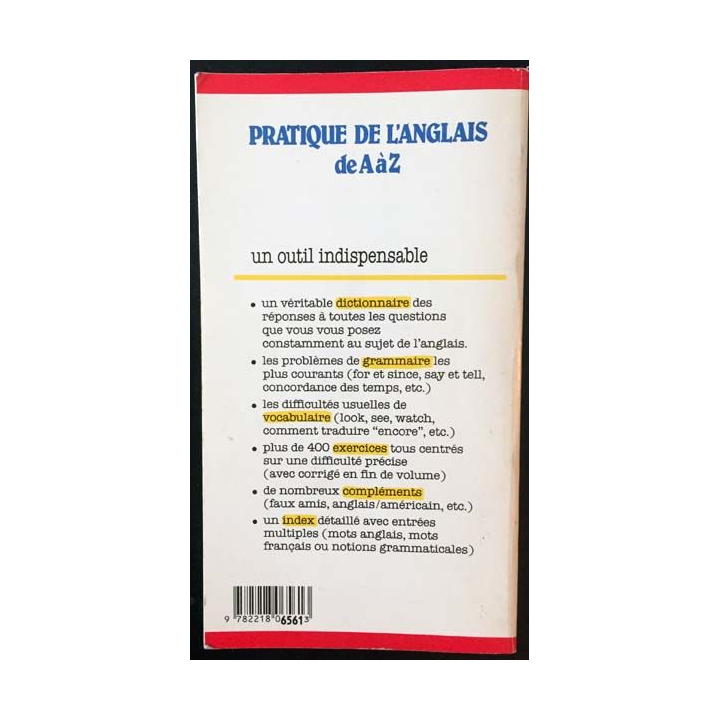 PRATIQUE DE L'ANGLAIS
de A à Z
un outil indispensable
• un véritable dictionnaire des
réponses à toutes les questions
que vous vous posez
constamment au sujet de l'anglais.
• les problèmes de grammaire les
plus courants (for et since, say et tell,
concordance des temps, etc.)
• les difficultés usuelles de
vocabulaire (look, see, watch,
comment traduire "encore", etc.)
• plus de 400 exercices tous centrés
sur une difficulté précise
(avec corrigé en fin de volume)
• de nombreux compléments
(faux amis, anglais/américain, etc.)
• un index détaillé avec entrées
multiples (mots anglais, mots
français ou notions grammaticales)
9 782218 065613